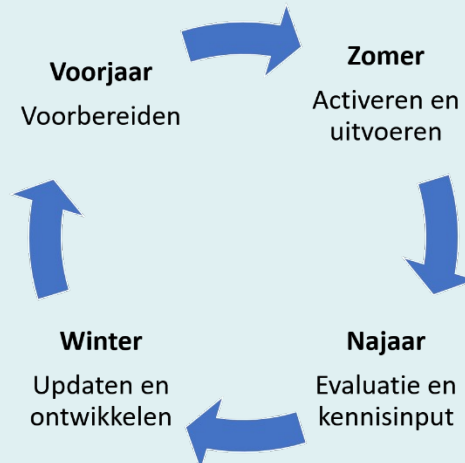 Voorjaar
Voorbereiden
Zomer
Activeren en
uitvoeren
Najaar
Evaluatie en
kennisinput
Winter
Updaten en
ontwikkelen